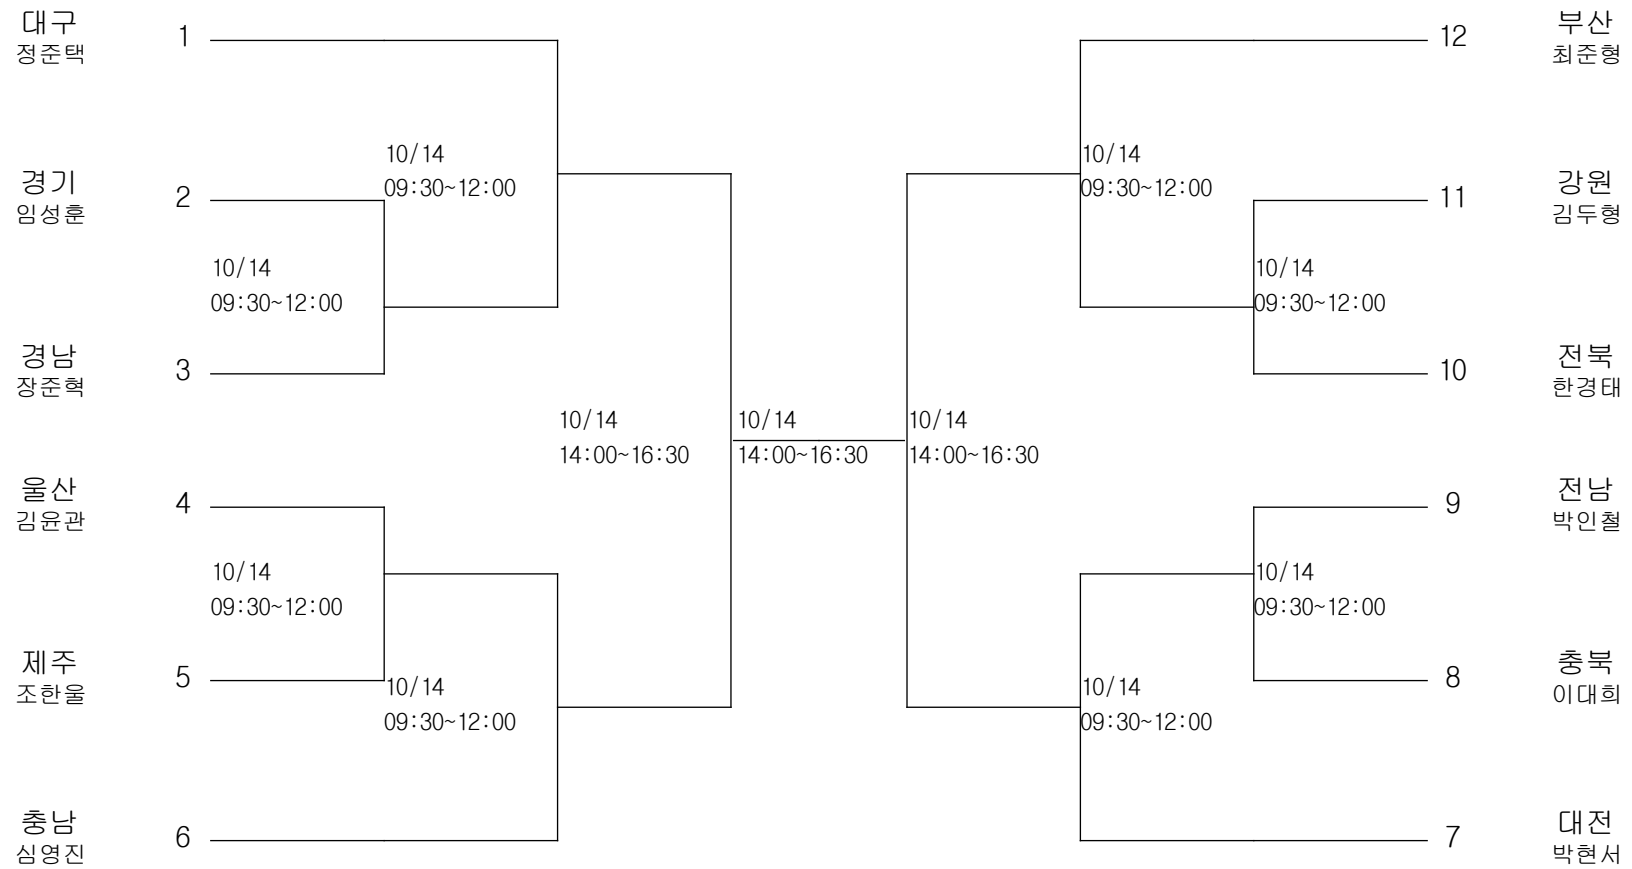 대구
정준택
1
12
부산
최준형
10/14
09:30~12:00
10/14
09:30~12:00
경기
임성훈
2
11
강원
김두형
10/14
09:30~12:00
10/14
09:30~12:00
경남
장준혁
3
10
전북
한경태
10/14
14:00~16:30
10/14
14:00~16:30
10/14
14:00~16:30
울산
김윤관
4
9
전남
박인철
10/14
09:30~12:00
10/14
09:30~12:00
제주
조한울
5
8
충북
이대희
10/14
09:30~12:00
10/14
09:30~12:00
충남
심영진
6
7
대전
박현서